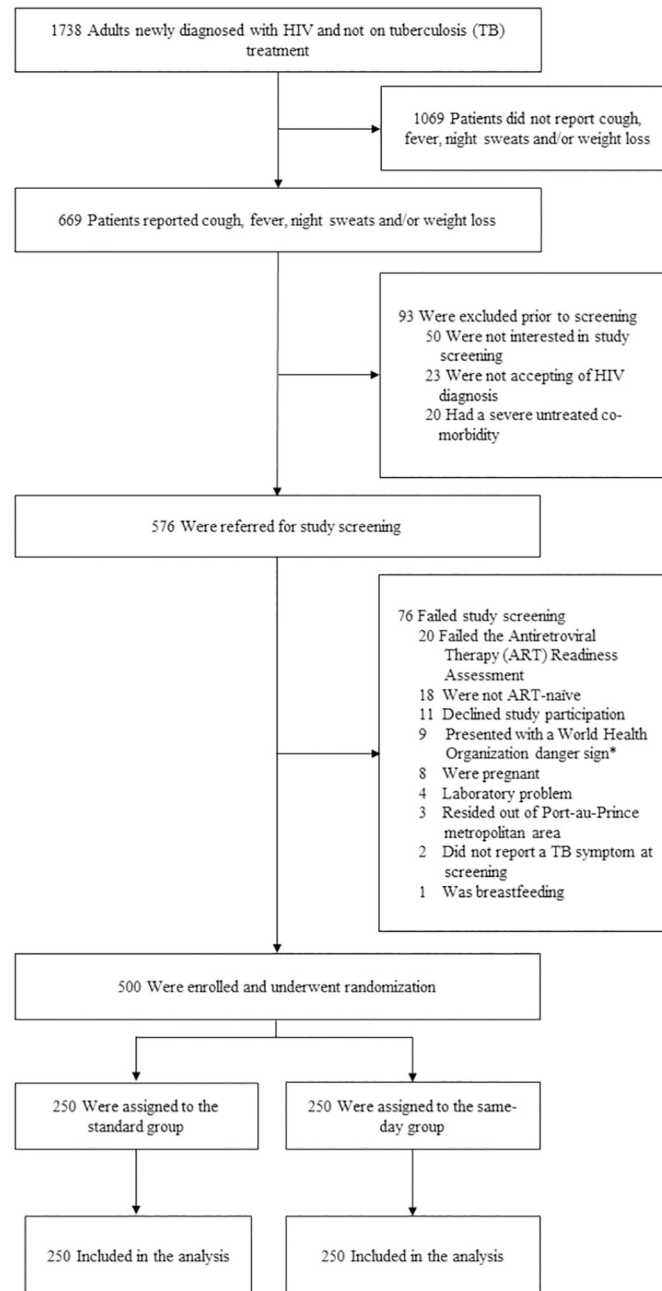 1738 Adults newly diagnosed with HIV and not on tuberculosis (TB)
treatment
1069 Patients did not report cough,
fever, night sweats and/or weight loss
669 Patients reported cough, fever, night sweats and/or weight loss
93 Were excluded prior to screening
50 Were not interested in study
screening
23 Were not accepting of HIV
diagnosis
20 Had a severe untreated co-
morbidity
576 Were referred for study screening
76 Failed study screening
20 Failed the Antiretroviral
Therapy (ART) Readiness
Assessment
18 Were not ART-naïve
11 Declined study participation
9 Presented with a World Health
Organization danger sign*
8 Were pregnant
4 Laboratory problem
3 Resided out of Port-au-Prince
metropolitan area
2 Did not report a TB symptom at
screening
1 Was breastfeeding
500 Were enrolled and underwent randomization
250 Were assigned to the
standard group
250 Were assigned to the same-
day group
250 Included in the analysis
250 Included in the analysis